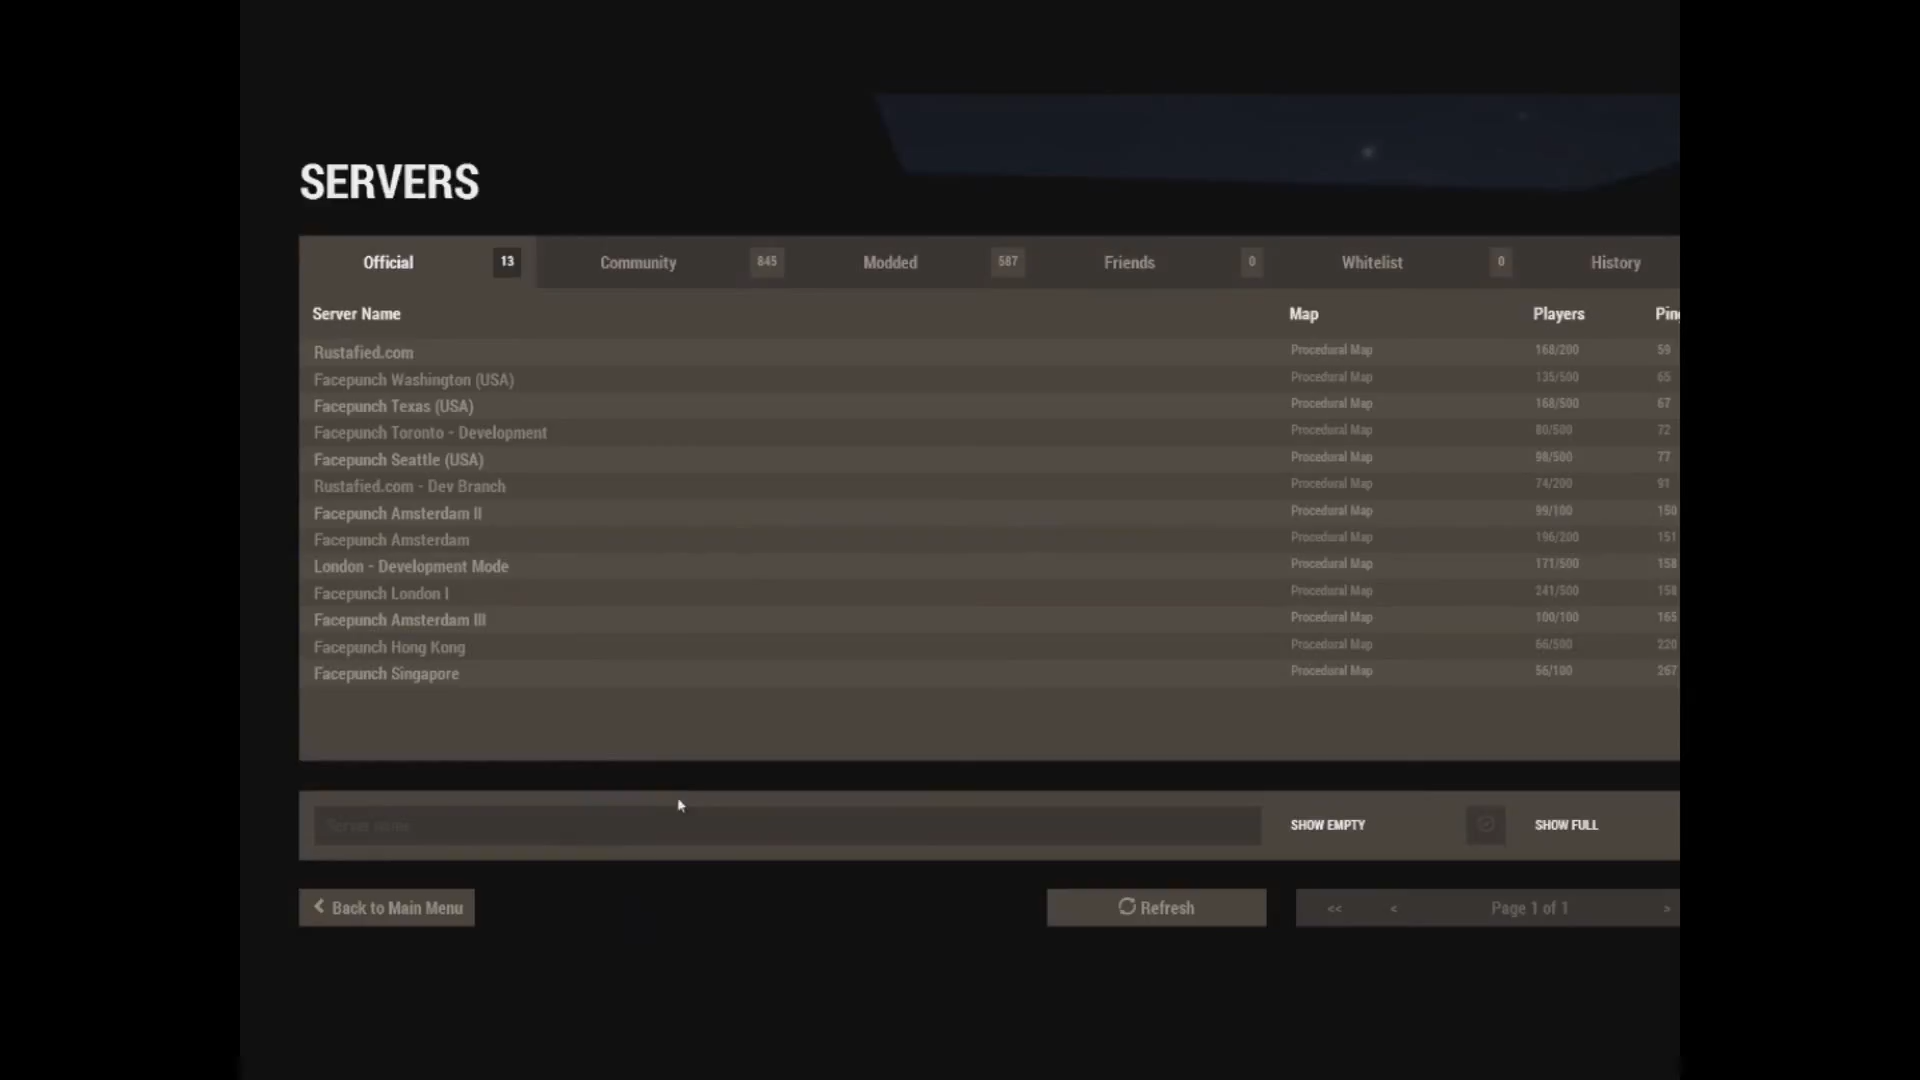 SERVERS
Official 13 Community 845 Modded 587 Friends 0 Whitelist 0 History
Server Name Map Players Pin
Rustafied.com Procedural Map 168/200 59
Facepunch Washington (USA) Procedural Map 135/500 65
Facepunch Texas (USA) Procedural Map 168/500 67
Facepunch Toronto - Development Procedural Map 80/500 72
Facepunch Seattle (USA) Procedural Map 98/500 77
Rustafied.com - Dev Branch Procedural Map 74/200 91
Facepunch Amsterdam II Procedural Map 99/100 150
Facepunch Amsterdam Procedural Map 196/200 151
London - Development Mode Procedural Map 171/500 158
Facepunch London I Procedural Map 241/500 158
Facepunch Amsterdam III Procedural Map 100/100 165
Facepunch Hong Kong Procedural Map 66/500 220
Facepunch Singapore Procedural Map 56/100 267
Server name SHOW EMPTY SHOW FULL
< Back to Main Menu Refresh << < Page 1 of 1 >